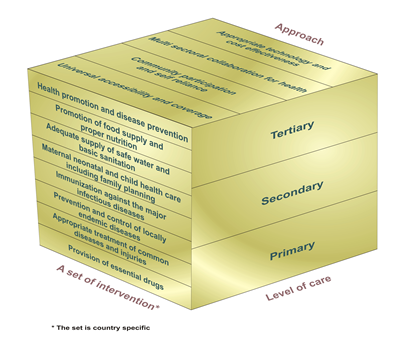 Approach
Appropriate technology and
cost effectiveness
Multi sectoral collaboration for health
Community participation
and self reliance
Universal accessibility and coverage
Health promotion and disease prevention
Promotion of food supply and
proper nutrition
Adequate supply of safe water and
basic sanitation
Maternal neonatal and child health care
including family planning
Immunization against the major
infectious diseases
Prevention and control of locally
endemic diseases
Appropriate treatment of common
diseases and injuries
Provision of essential drugs
Tertiary
Secondary
Primary
A set of intervention*
Level of care
* The set is country specific